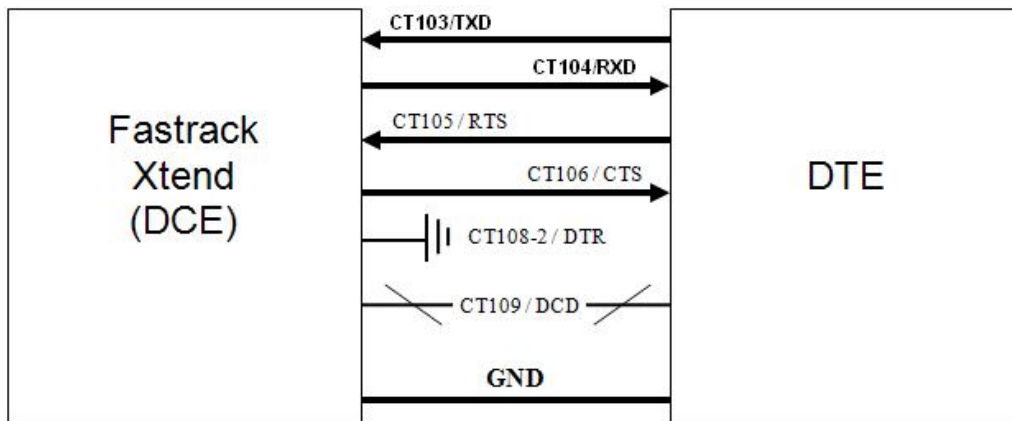 CT103/TXD
CT104/RXD
CT105 / RTS
CT106 / CTS
CT108-2 / DTR
CT109 / DCD
GND
Fastrack
Xtend
(DCE)
DTE